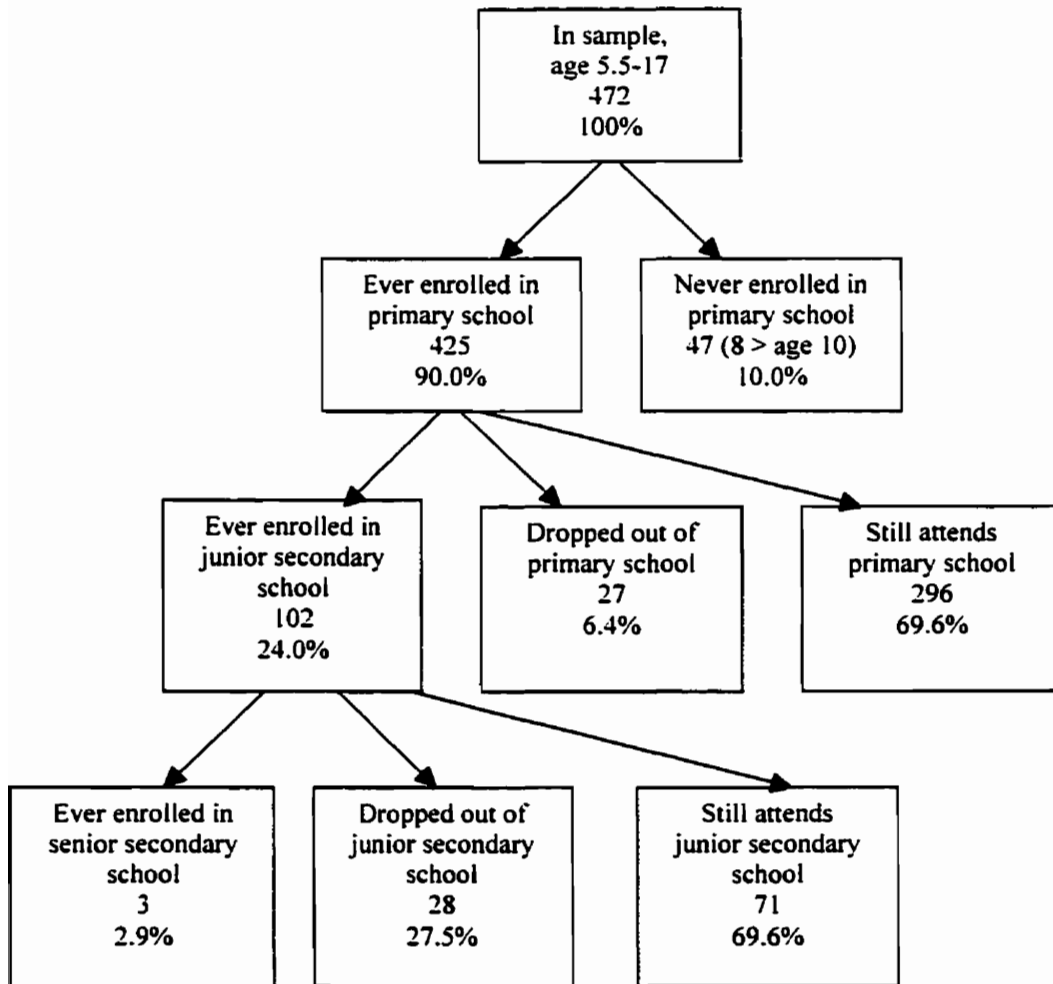 In sample,
age 5.5-17
472
100%
Ever enrolled in
primary school
425
90.0%
Never enrolled in
primary school
47 (8 > age 10)
10.0%
Ever enrolled in
junior secondary
school
102
24.0%
Dropped out of
primary school
27
6.4%
Still attends
primary school
296
69.6%
Ever enrolled in
senior secondary
school
3
2.9%
Dropped out of
junior secondary
school
28
27.5%
Still attends
junior secondary
school
71
69.6%